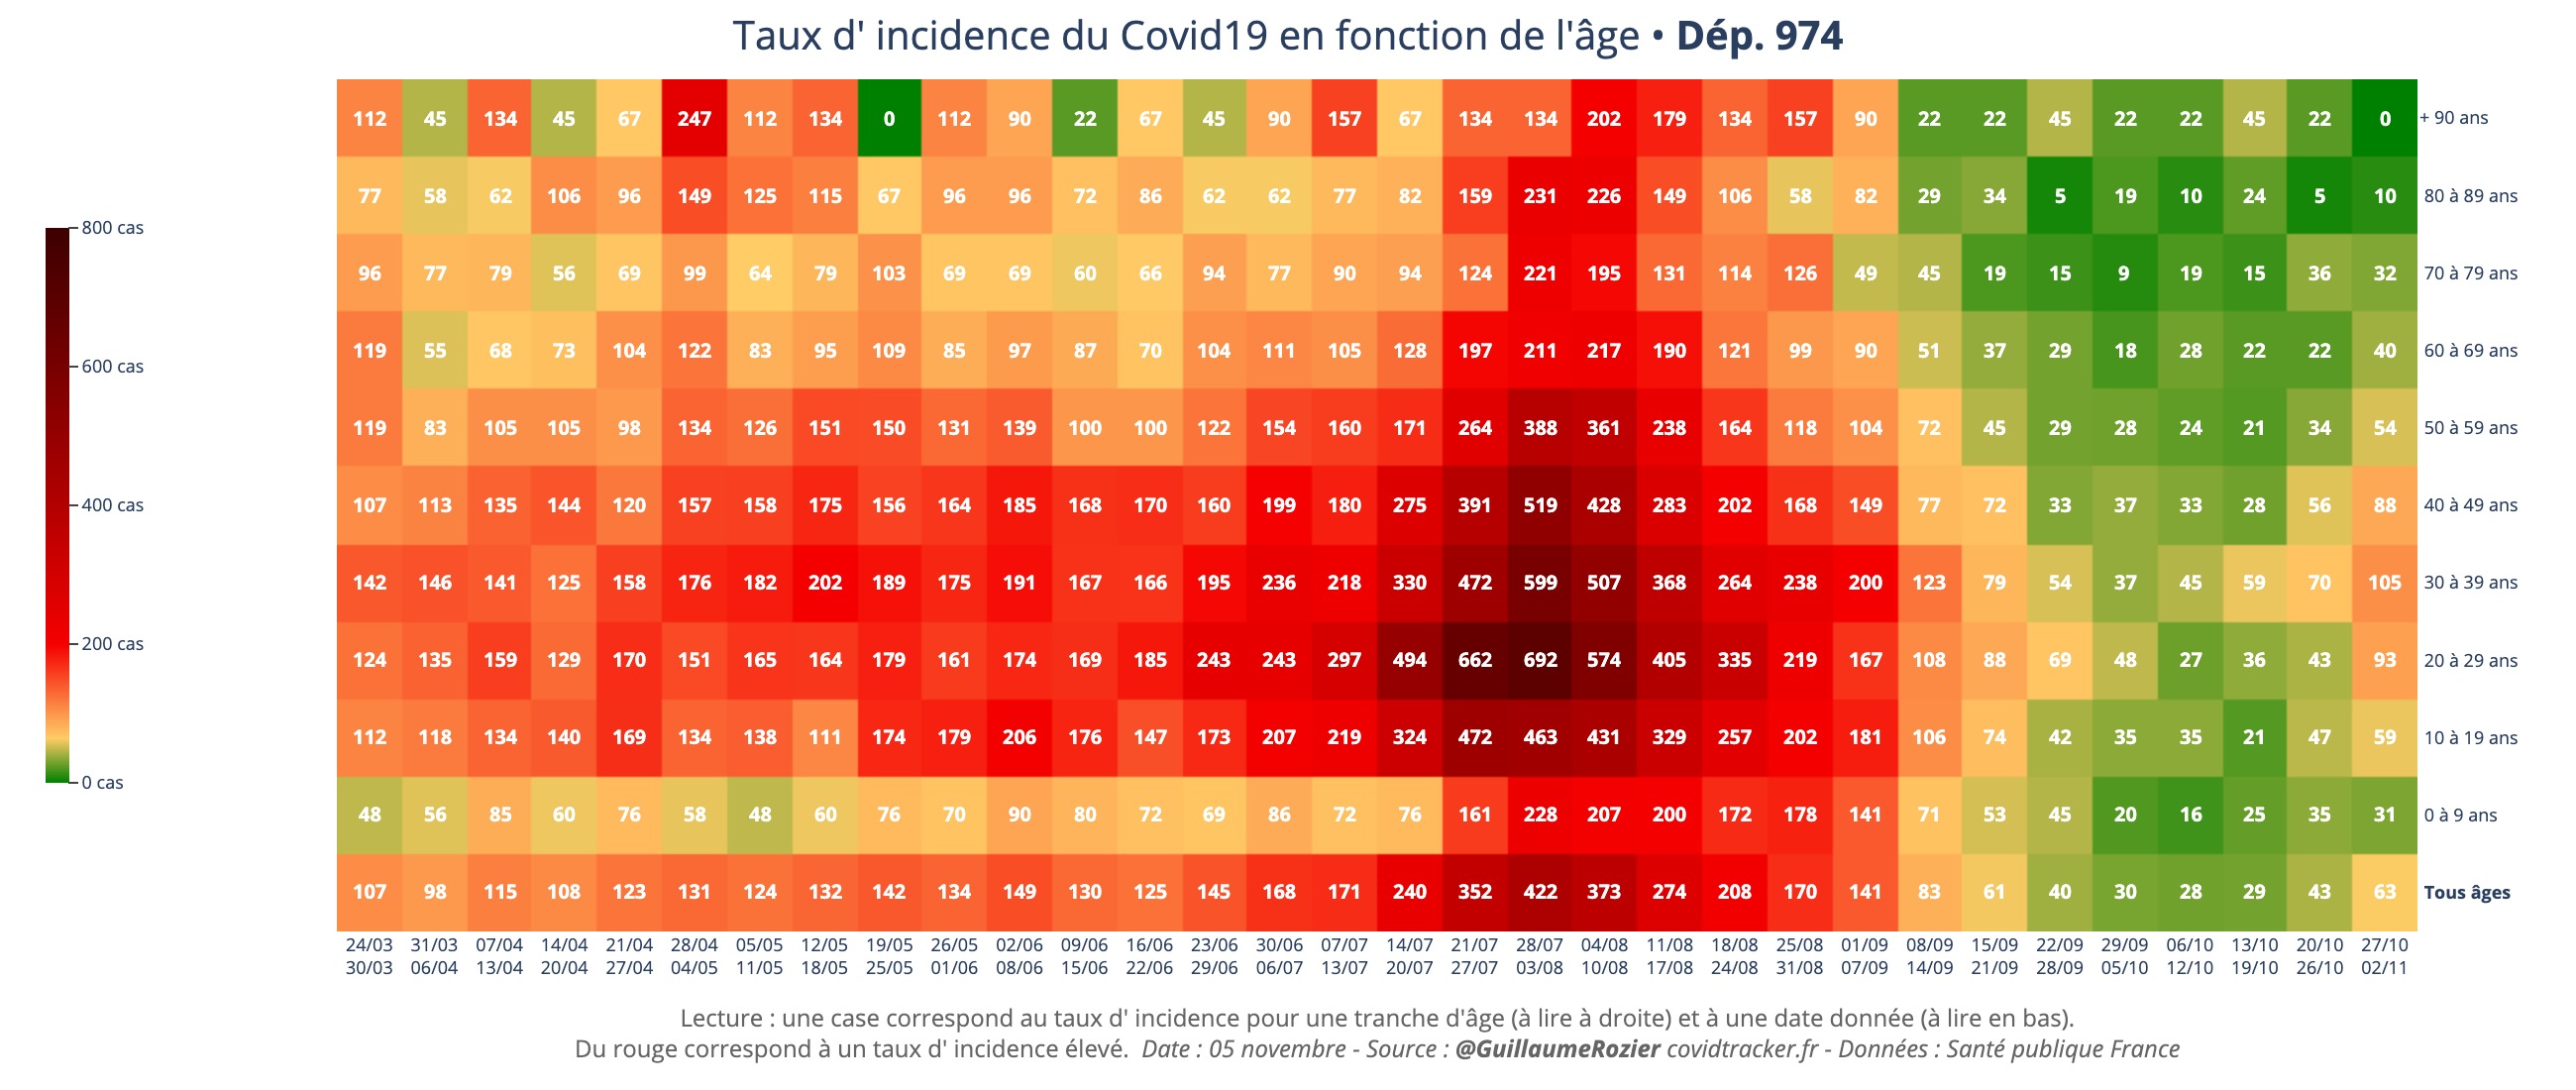 Taux d' incidence du Covid19 en fonction de l'âge • Dép. 974
112 45 134 45 67 247 112 134 0 112 90 22 67 45 90 157 67 134 134 202 179 134 157 90 22 22 45 22 22 45 22 0 + 90 ans
77 58 62 106 96 149 125 115 67 96 96 72 86 62 62 77 82 159 231 226 149 106 58 82 29 34 5 19 10 24 5 10 80 à 89 ans
96 77 79 56 69 99 64 79 103 69 69 60 66 94 77 90 94 124 221 195 131 114 126 49 45 19 15 9 19 15 36 32 70 à 79 ans
119 55 68 73 104 122 83 95 109 85 97 87 70 104 111 105 128 197 211 217 190 121 99 90 51 37 29 18 28 22 22 40 60 à 69 ans
119 83 105 105 98 134 126 151 150 131 139 100 100 122 154 160 171 264 388 361 238 164 118 104 72 45 29 28 24 21 34 54 50 à 59 ans
107 113 135 144 120 157 158 175 156 164 185 168 170 160 199 180 275 391 519 428 283 202 168 149 77 72 33 37 33 28 56 88 40 à 49 ans
142 146 141 125 158 176 182 202 189 175 191 167 166 195 236 218 330 472 599 507 368 264 238 200 123 79 54 37 45 59 70 105 30 à 39 ans
124 135 159 129 170 151 165 164 179 161 174 169 185 243 243 297 494 662 692 574 405 335 219 167 108 88 69 48 27 36 43 93 20 à 29 ans
112 118 134 140 169 134 138 111 174 179 206 176 147 173 207 219 324 472 463 431 329 257 202 181 106 74 42 35 35 21 47 59 10 à 19 ans
48 56 85 60 76 58 48 60 76 70 90 80 72 69 86 72 76 161 228 207 200 172 178 141 71 53 45 20 16 25 35 31 0 à 9 ans
107 98 115 108 123 131 124 132 142 134 149 130 125 145 168 171 240 352 422 373 274 208 170 141 83 61 40 30 28 29 43 63 Tous âges
24/03 31/03 07/04 14/04 21/04 28/04 05/05 12/05 19/05 26/05 02/06 09/06 16/06 23/06 30/06 07/07 14/07 21/07 28/07 04/08 11/08 18/08 25/08 01/09 08/09 15/09 22/09 29/09 06/10 13/10 20/10 27/10
30/03 06/04 13/04 20/04 27/04 04/05 11/05 18/05 25/05 01/06 08/06 15/06 22/06 29/06 06/07 13/07 20/07 27/07 03/08 10/08 17/08 24/08 31/08 07/09 14/09 21/09 28/09 05/10 12/10 19/10 26/10 02/11
800 cas
600 cas
400 cas
200 cas
0 cas
Lecture : une case correspond au taux d' incidence pour une tranche d'âge (à lire à droite) et à une date donnée (à lire en bas).
Du rouge correspond à un taux d' incidence élevé. Date : 05 novembre - Source : @GuillaumeRozier covidtracker.fr - Données : Santé publique France